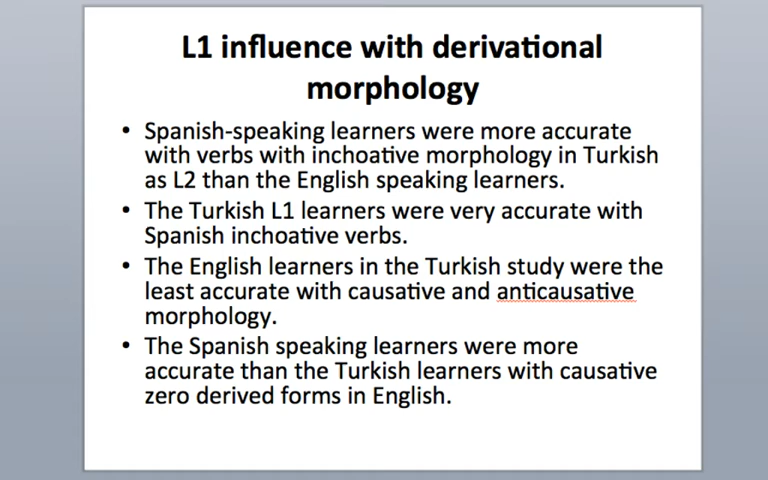 L1 influence with derivational
morphology
• Spanish-speaking learners were more accurate
with verbs with inchoative morphology in Turkish
as L2 than the English speaking learners.
• The Turkish L1 learners were very accurate with
Spanish inchoative verbs.
• The English learners in the Turkish study were the
least accurate with causative and anticausative
morphology.
• The Spanish speaking learners were more
accurate than the Turkish learners with causative
zero derived forms in English.